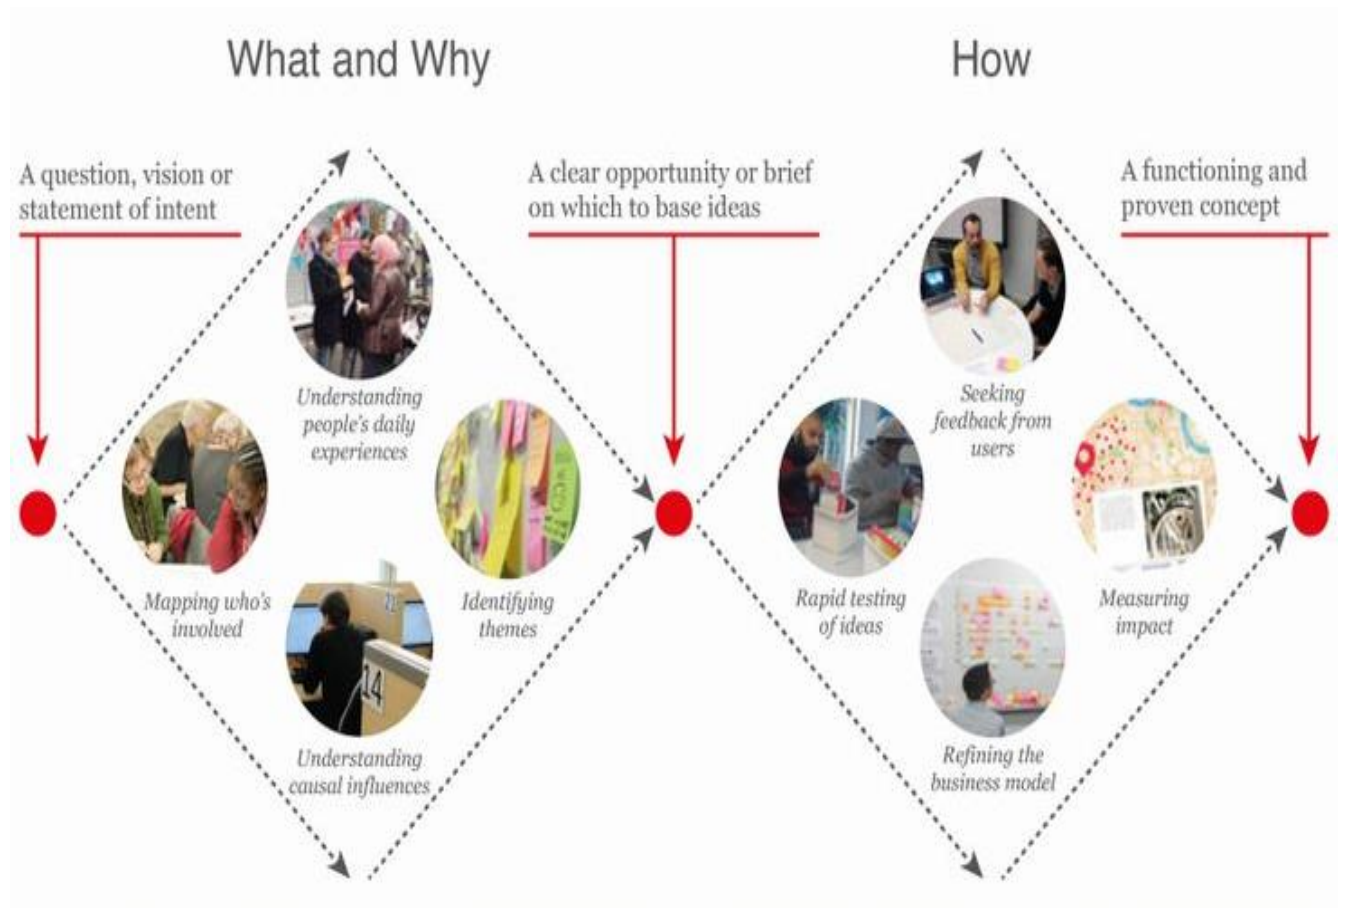 What and Why
How
A question, vision or
statement of intent
A clear opportunity or brief
on which to base ideas
A functioning and
proven concept
Understanding
people's daily
experiences
Seeking
feedback from
users
Mapping who's
involved
Identifying
themes
Rapid testing
of ideas
Measuring
impact
14
Understanding
causal influences
Refining the
business model